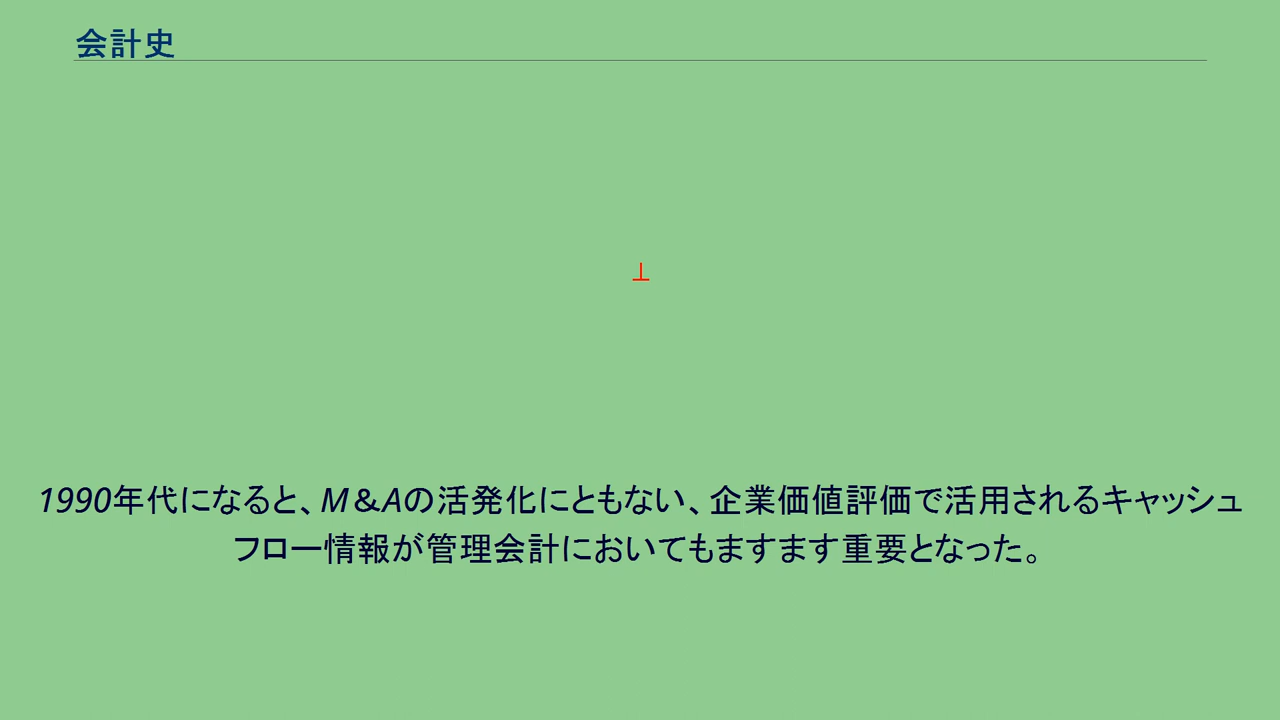 会計史
⊥
1990年代になると、M＆Aの活発化にともない、企業価値評価で活用されるキャッシュ
フロー情報が管理会計においてもますます重要となった。